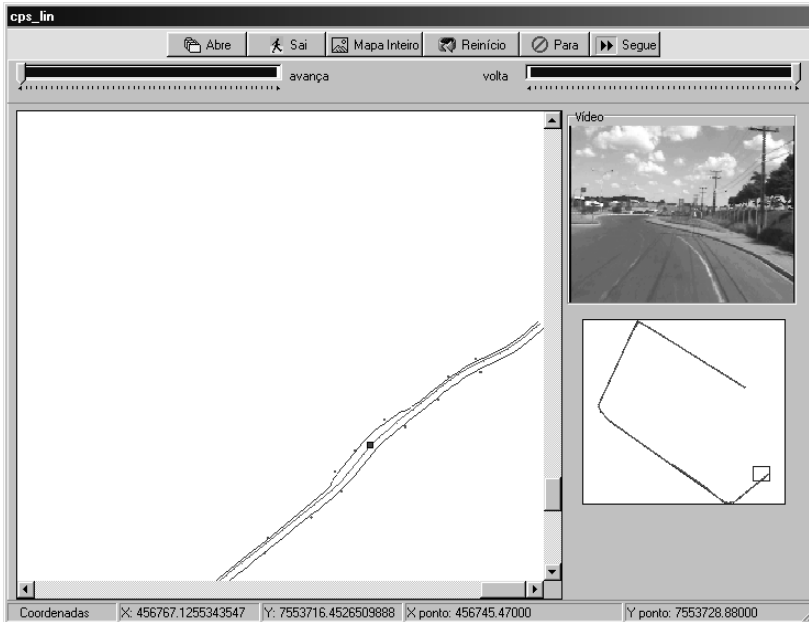 cps_lin
Abre Sai Mapa Inteiro Reinício Para Segue
avança volta
Vídeo
Coordenadas X: 456767.1255343547 Y: 7553716.4526509888 X ponto: 456745.47000 Y ponto: 7553728.88000